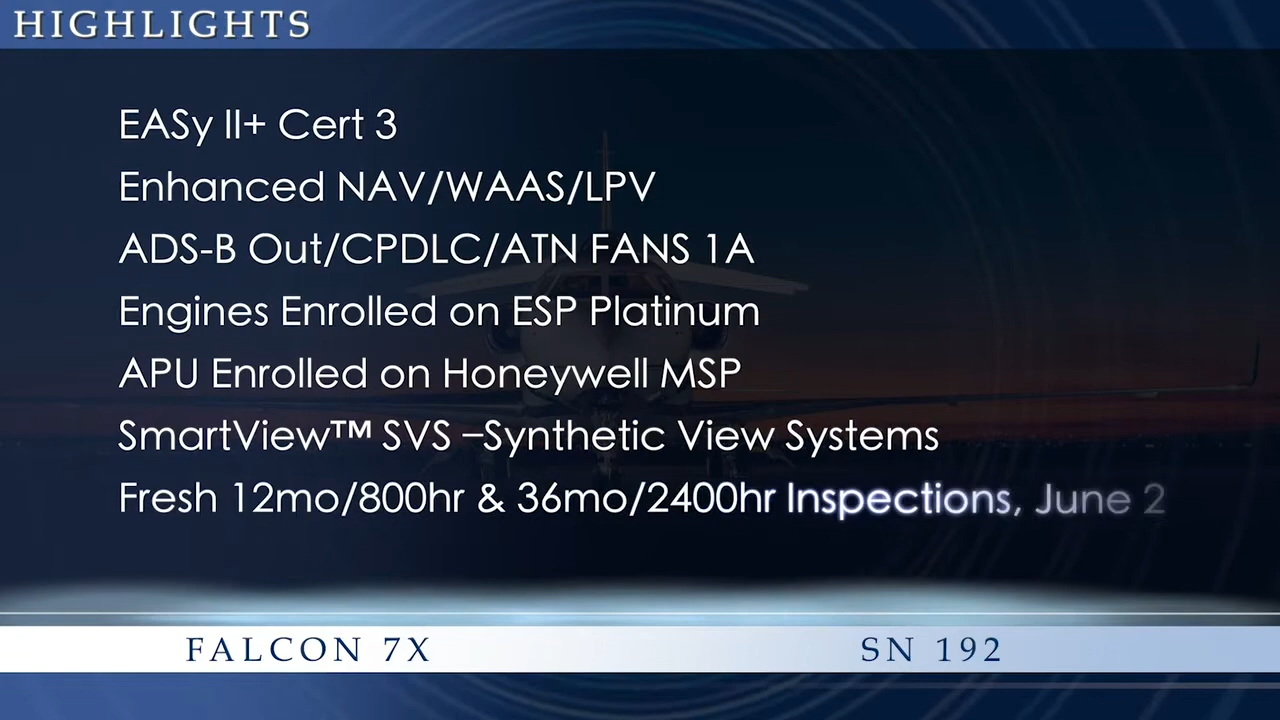 HIGHLIGHTS
EASy II+ Cert 3
Enhanced NAV/WAAS/LPV
ADS-B Out/CPDLC/ATN FANS 1A
Engines Enrolled on ESP Platinum
APU Enrolled on Honeywell MSP
SmartView™ SVS –Synthetic View Systems
Fresh 12mo/800hr & 36mo/2400hr Inspections, June 2
FALCON 7X
SN 192